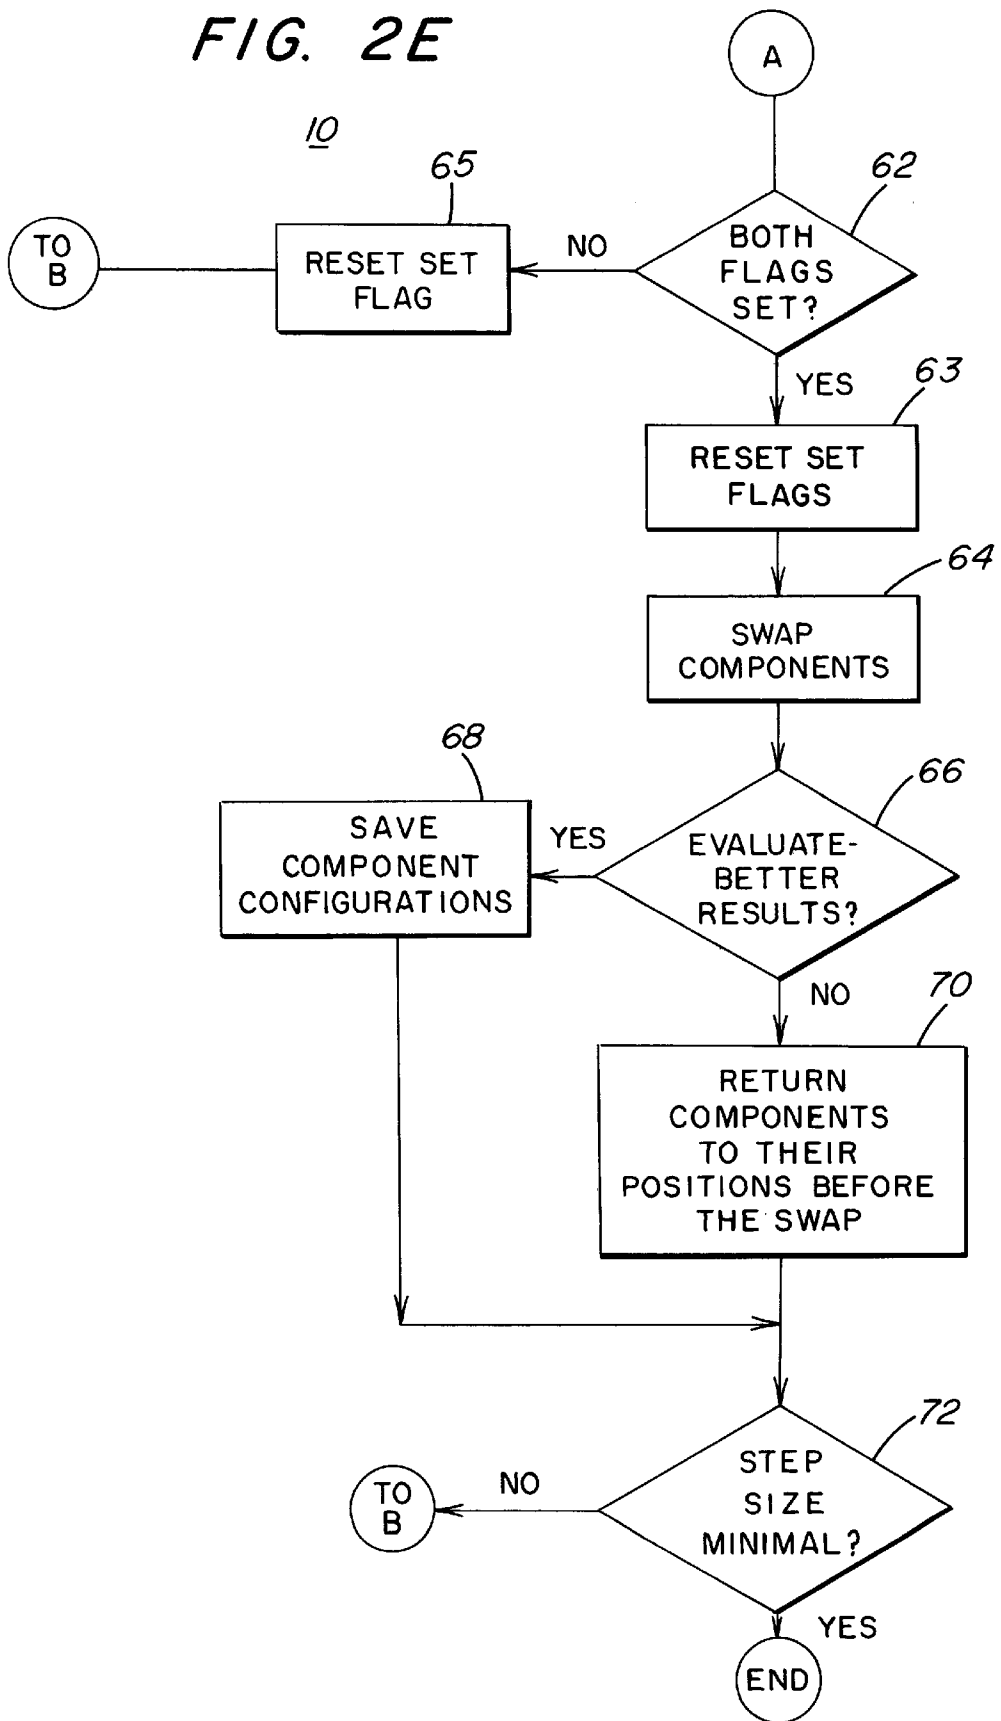 FIG. 2E
A
10
65
62
TO
B
RESET SET
FLAG
NO
BOTH
FLAGS
SET?
YES
63
RESET SET
FLAGS
64
SWAP
COMPONENTS
68
66
SAVE
COMPONENT
CONFIGURATIONS
YES
EVALUATE-
BETTER
RESULTS?
NO
70
RETURN
COMPONENTS
TO THEIR
POSITIONS BEFORE
THE SWAP
72
TO
B
NO
STEP
SIZE
MINIMAL?
YES
END